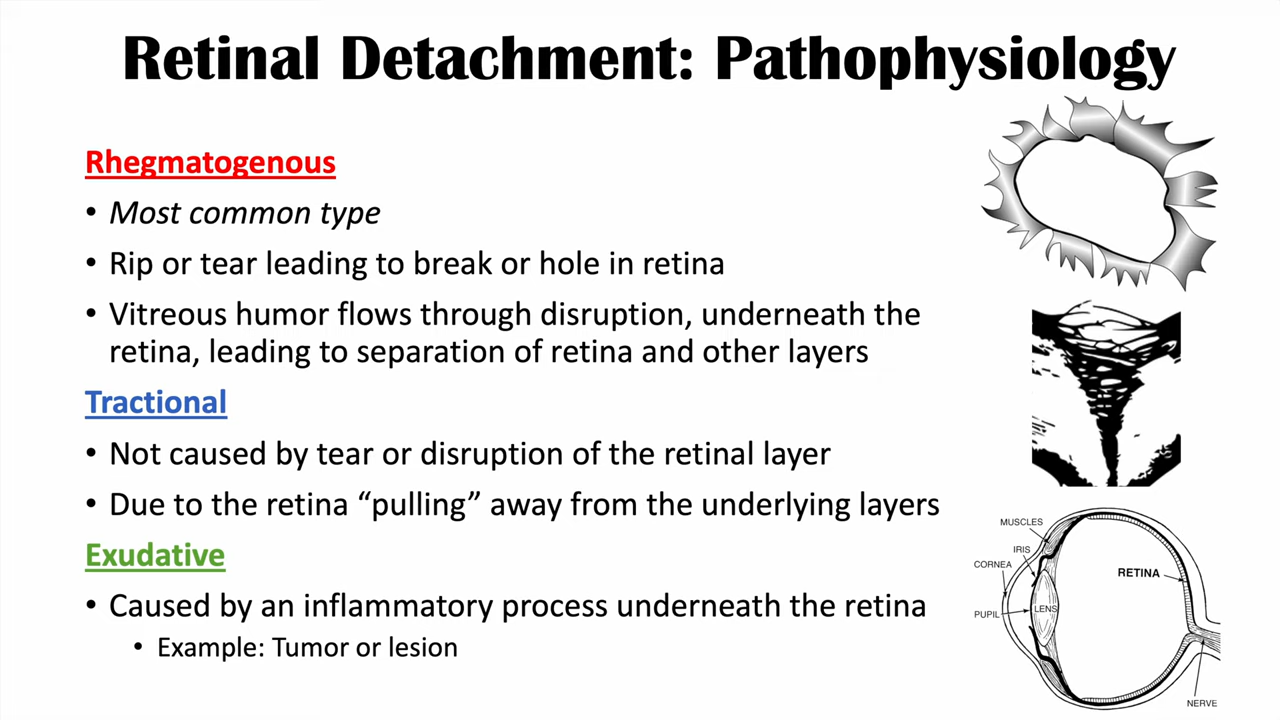 Retinal Detachment: Pathophysiology
Rhegmatogenous
• Most common type
• Rip or tear leading to break or hole in retina
• Vitreous humor flows through disruption, underneath the
retina, leading to separation of retina and other layers
Tractional
• Not caused by tear or disruption of the retinal layer
• Due to the retina “pulling” away from the underlying layers
Exudative
• Caused by an inflammatory process underneath the retina
• Example: Tumor or lesion
MUSCLES
IRIS
CORNEA
RETINA
PUPIL
LENS
NERVE